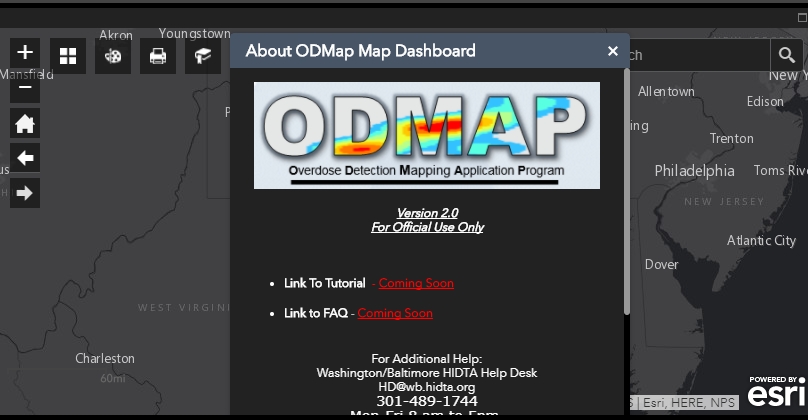 Akron
Youngstown
Mansfield
About ODMap Map Dashboard
×
ODMAP
Overdose Detection Mapping Application Program
Version 2.0
For Official Use Only
• Link To Tutorial - Coming Soon
• Link to FAQ - Coming Soon
For Additional Help:
Washington/Baltimore HIDTA Help Desk
HD@wb.hidta.org
301-489-1744
Mon-Fri 8 am to 5pm
ch
New Y
Allentown
Edison
ing
Trenton
Philadelphia
Toms Rive
NEW JERSEY
Atlantic City
Dover
WEST VIRGINI
Charleston
60mi
| Esri, HERE, NPS
POWERED BY
esri